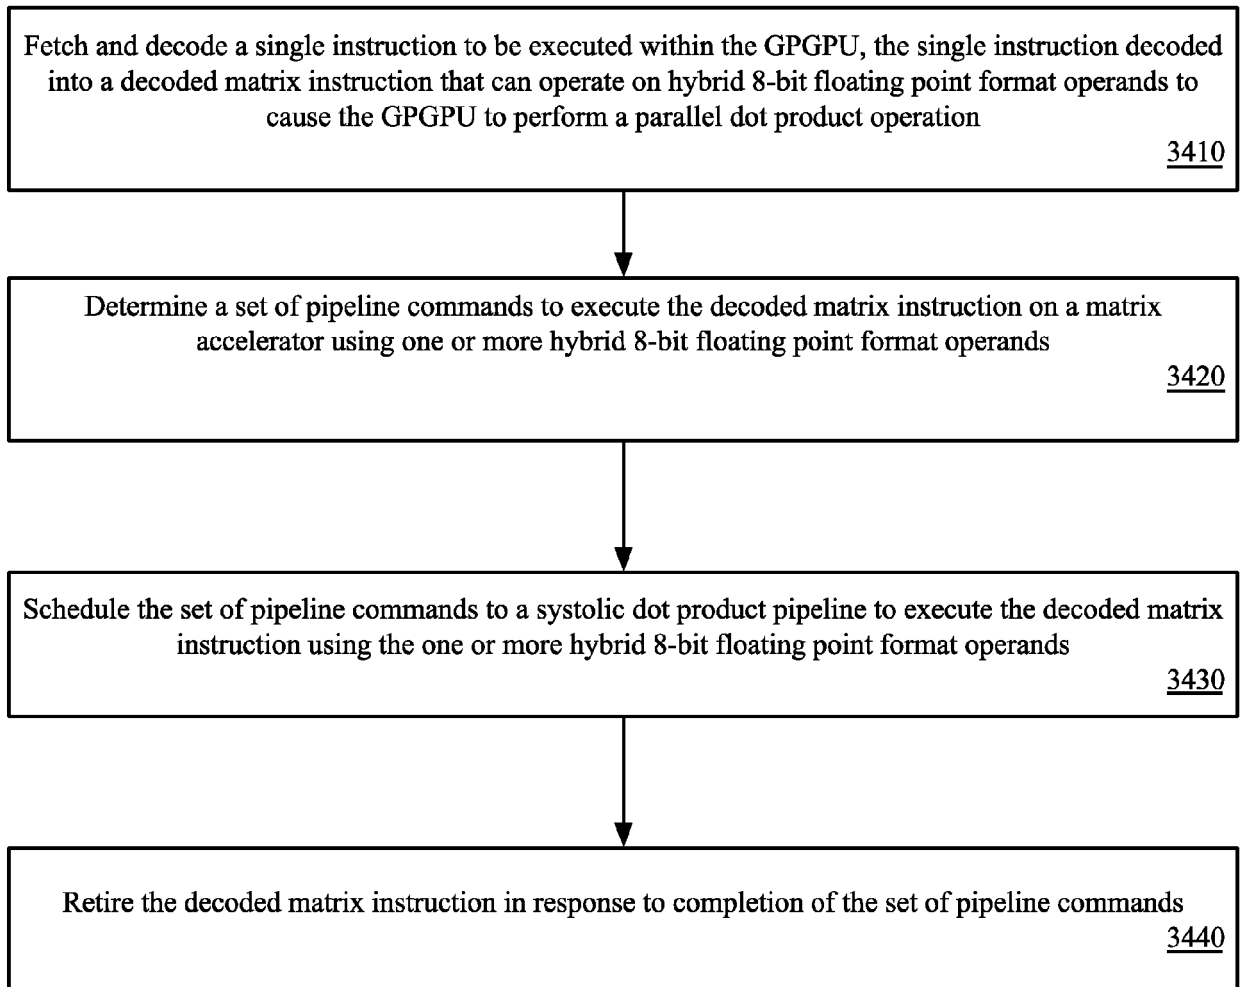 Fetch and decode a single instruction to be executed within the GPGPU, the single instruction decoded
into a decoded matrix instruction that can operate on hybrid 8-bit floating point format operands to
cause the GPGPU to perform a parallel dot product operation
3410
Determine a set of pipeline commands to execute the decoded matrix instruction on a matrix
accelerator using one or more hybrid 8-bit floating point format operands
3420
Schedule the set of pipeline commands to a systolic dot product pipeline to execute the decoded matrix
instruction using the one or more hybrid 8-bit floating point format operands
3430
Retire the decoded matrix instruction in response to completion of the set of pipeline commands
3440